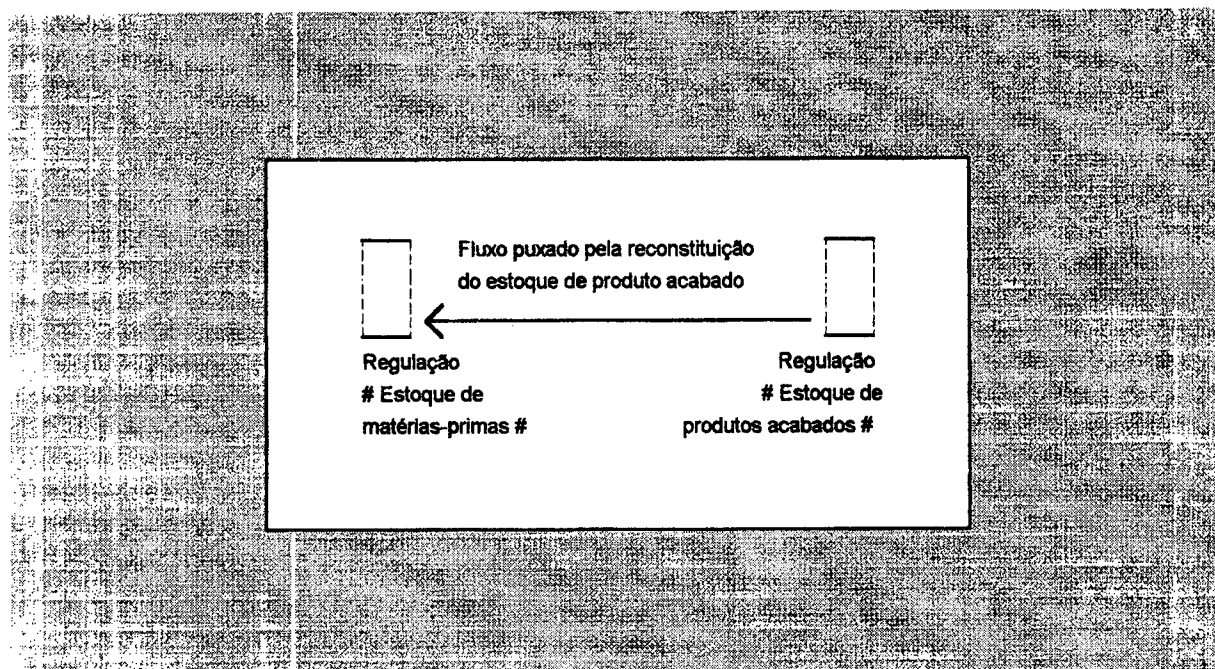 Fluxo puxado pela reconstituição
do estoque de produto acabado
Regulação
# Estoque de
matérias-primas #
Regulação
# Estoque de
produtos acabados #